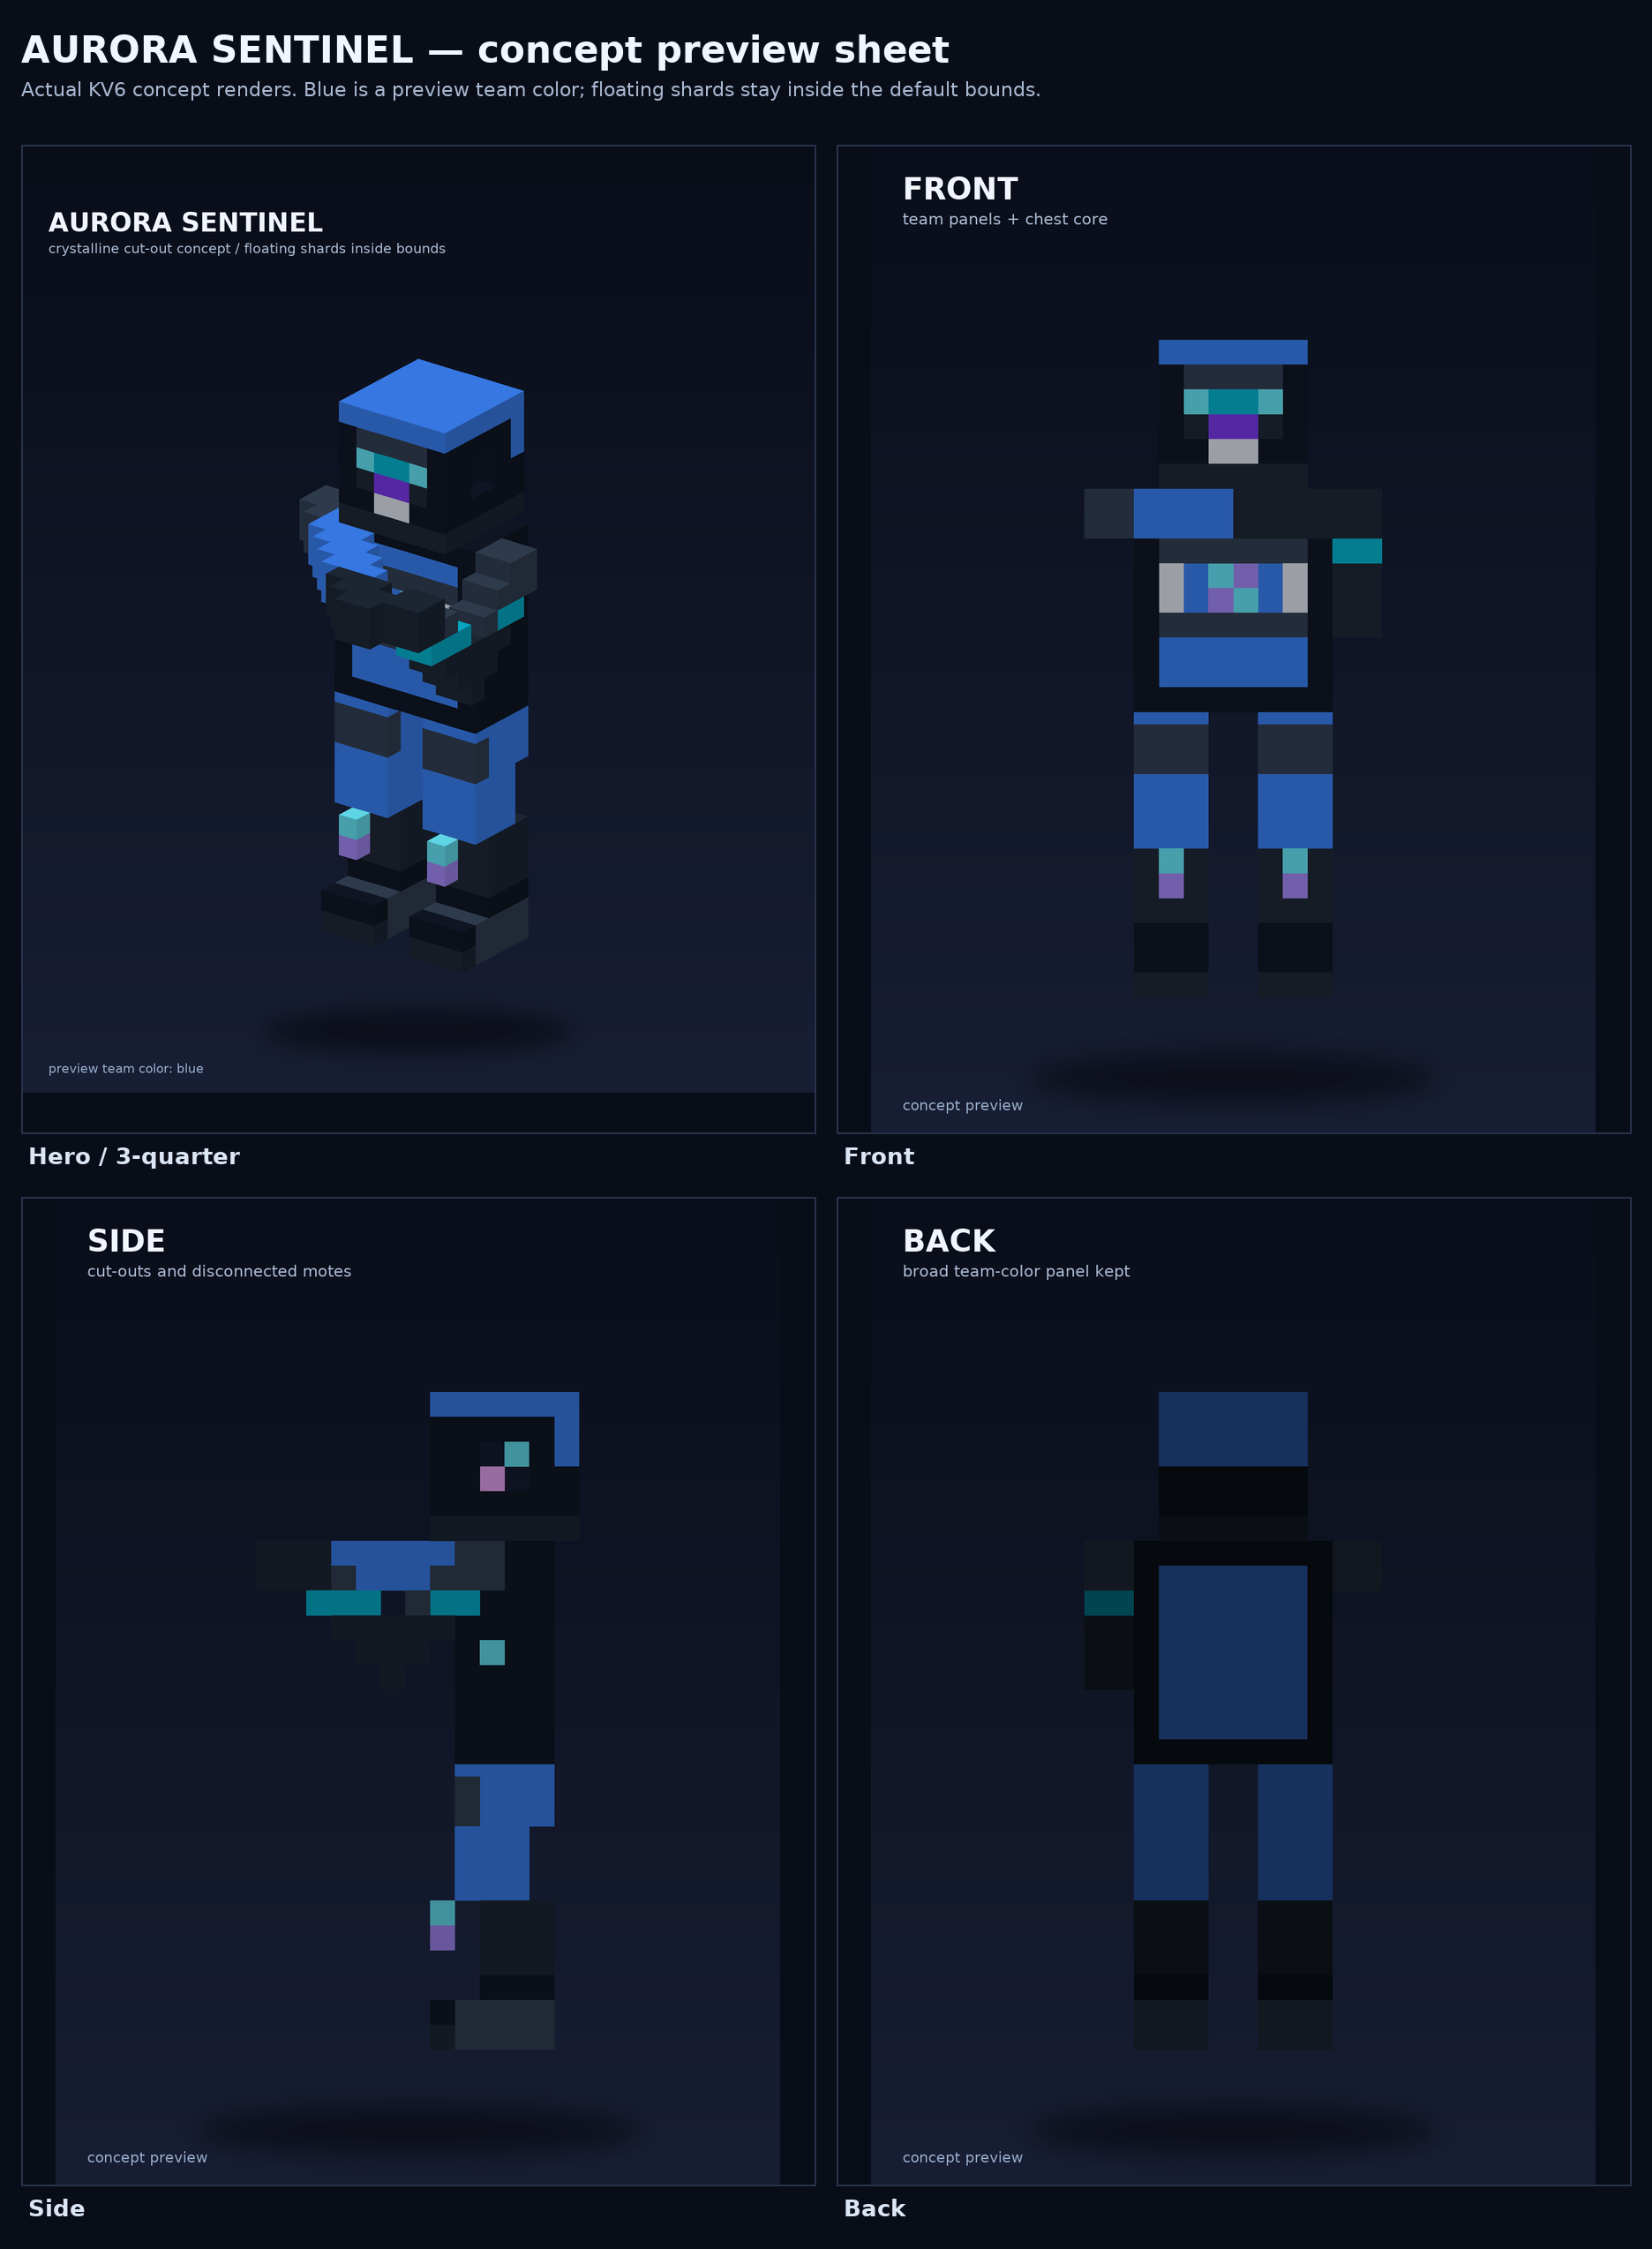 AURORA SENTINEL — concept preview sheet
Actual KV6 concept renders. Blue is a preview team color; floating shards stay inside the default bounds.
AURORA SENTINEL
crystalline cut-out concept / floating shards inside bounds
preview team color: blue
Hero / 3-quarter
FRONT
team panels + chest core
concept preview
Front
SIDE
cut-outs and disconnected motes
concept preview
Side
BACK
broad team-color panel kept
concept preview
Back